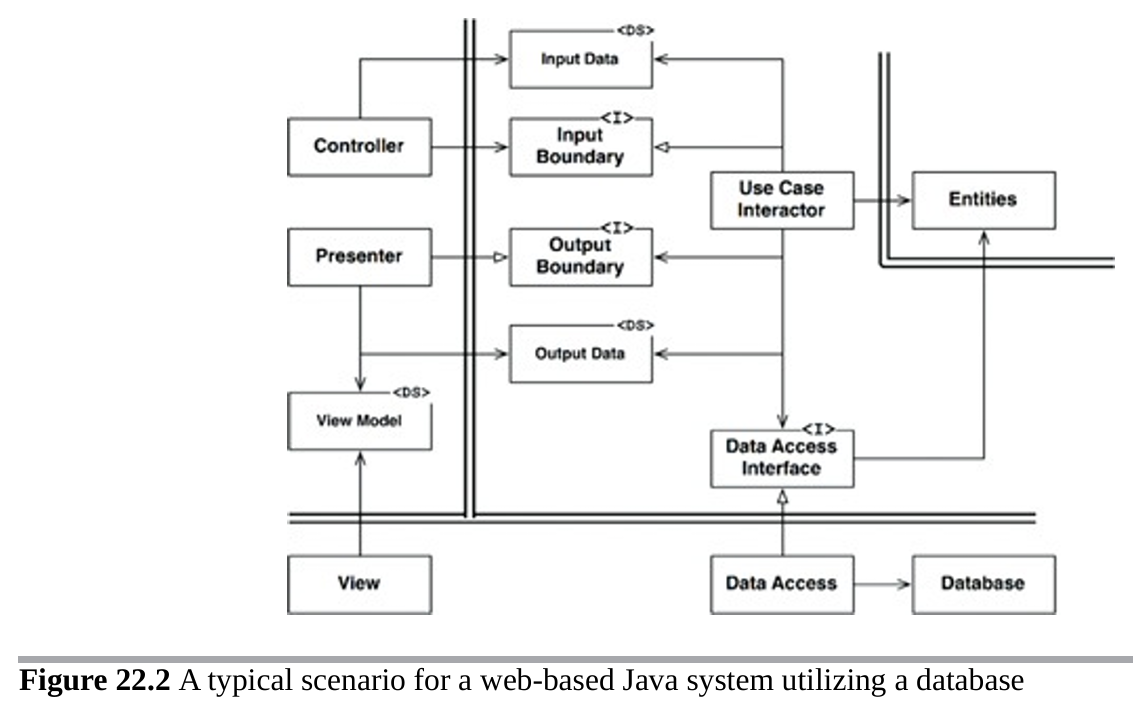 <DS>
Input Data
<I>
Controller
Input
Boundary
Use Case
Interactor
Entities
<I>
Presenter
Output
Boundary
<DS>
Output Data
<DS>
View Model
<I>
Data Access
Interface
View
Data Access
Database
Figure 22.2 A typical scenario for a web-based Java system utilizing a database